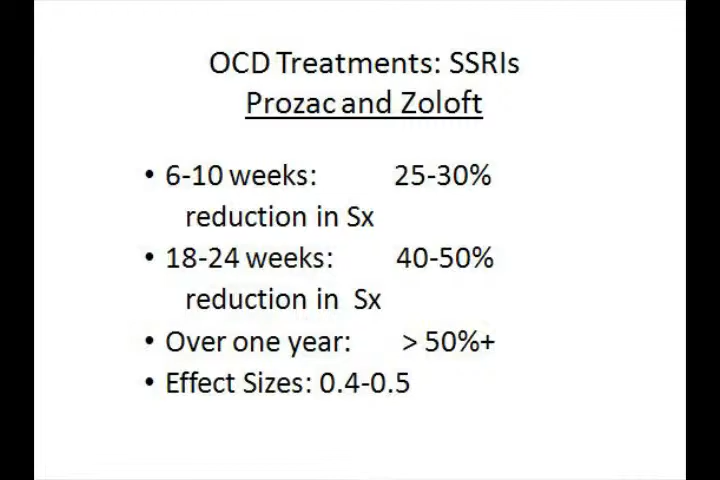 OCD Treatments: SSRIs
Prozac and Zoloft
• 6-10 weeks: 25-30%
reduction in Sx
• 18-24 weeks: 40-50%
reduction in Sx
• Over one year: > 50%+
• Effect Sizes: 0.4-0.5